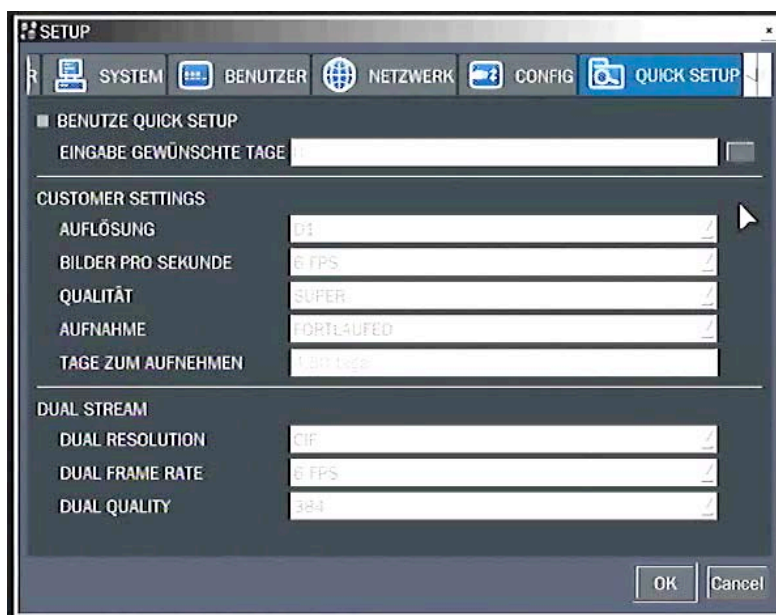 SETUP
R SYSTEM BENUTZER NETZWERK CONFIG QUICK SETUP
BENUTZE QUICK SETUP
EINGABE GEWÜNSCHTE TAGE
CUSTOMER SETTINGS
AUFLÖSUNG D1
BILDER PRO SEKUNDE 6 FPS
QUALITÄT SUPER
AUFNAHME FORTLAUFED
TAGE ZUM AUFNEHMEN
DUAL STREAM
DUAL RESOLUTION CIF
DUAL FRAME RATE 6 FPS
DUAL QUALITY 384
OK Cancel